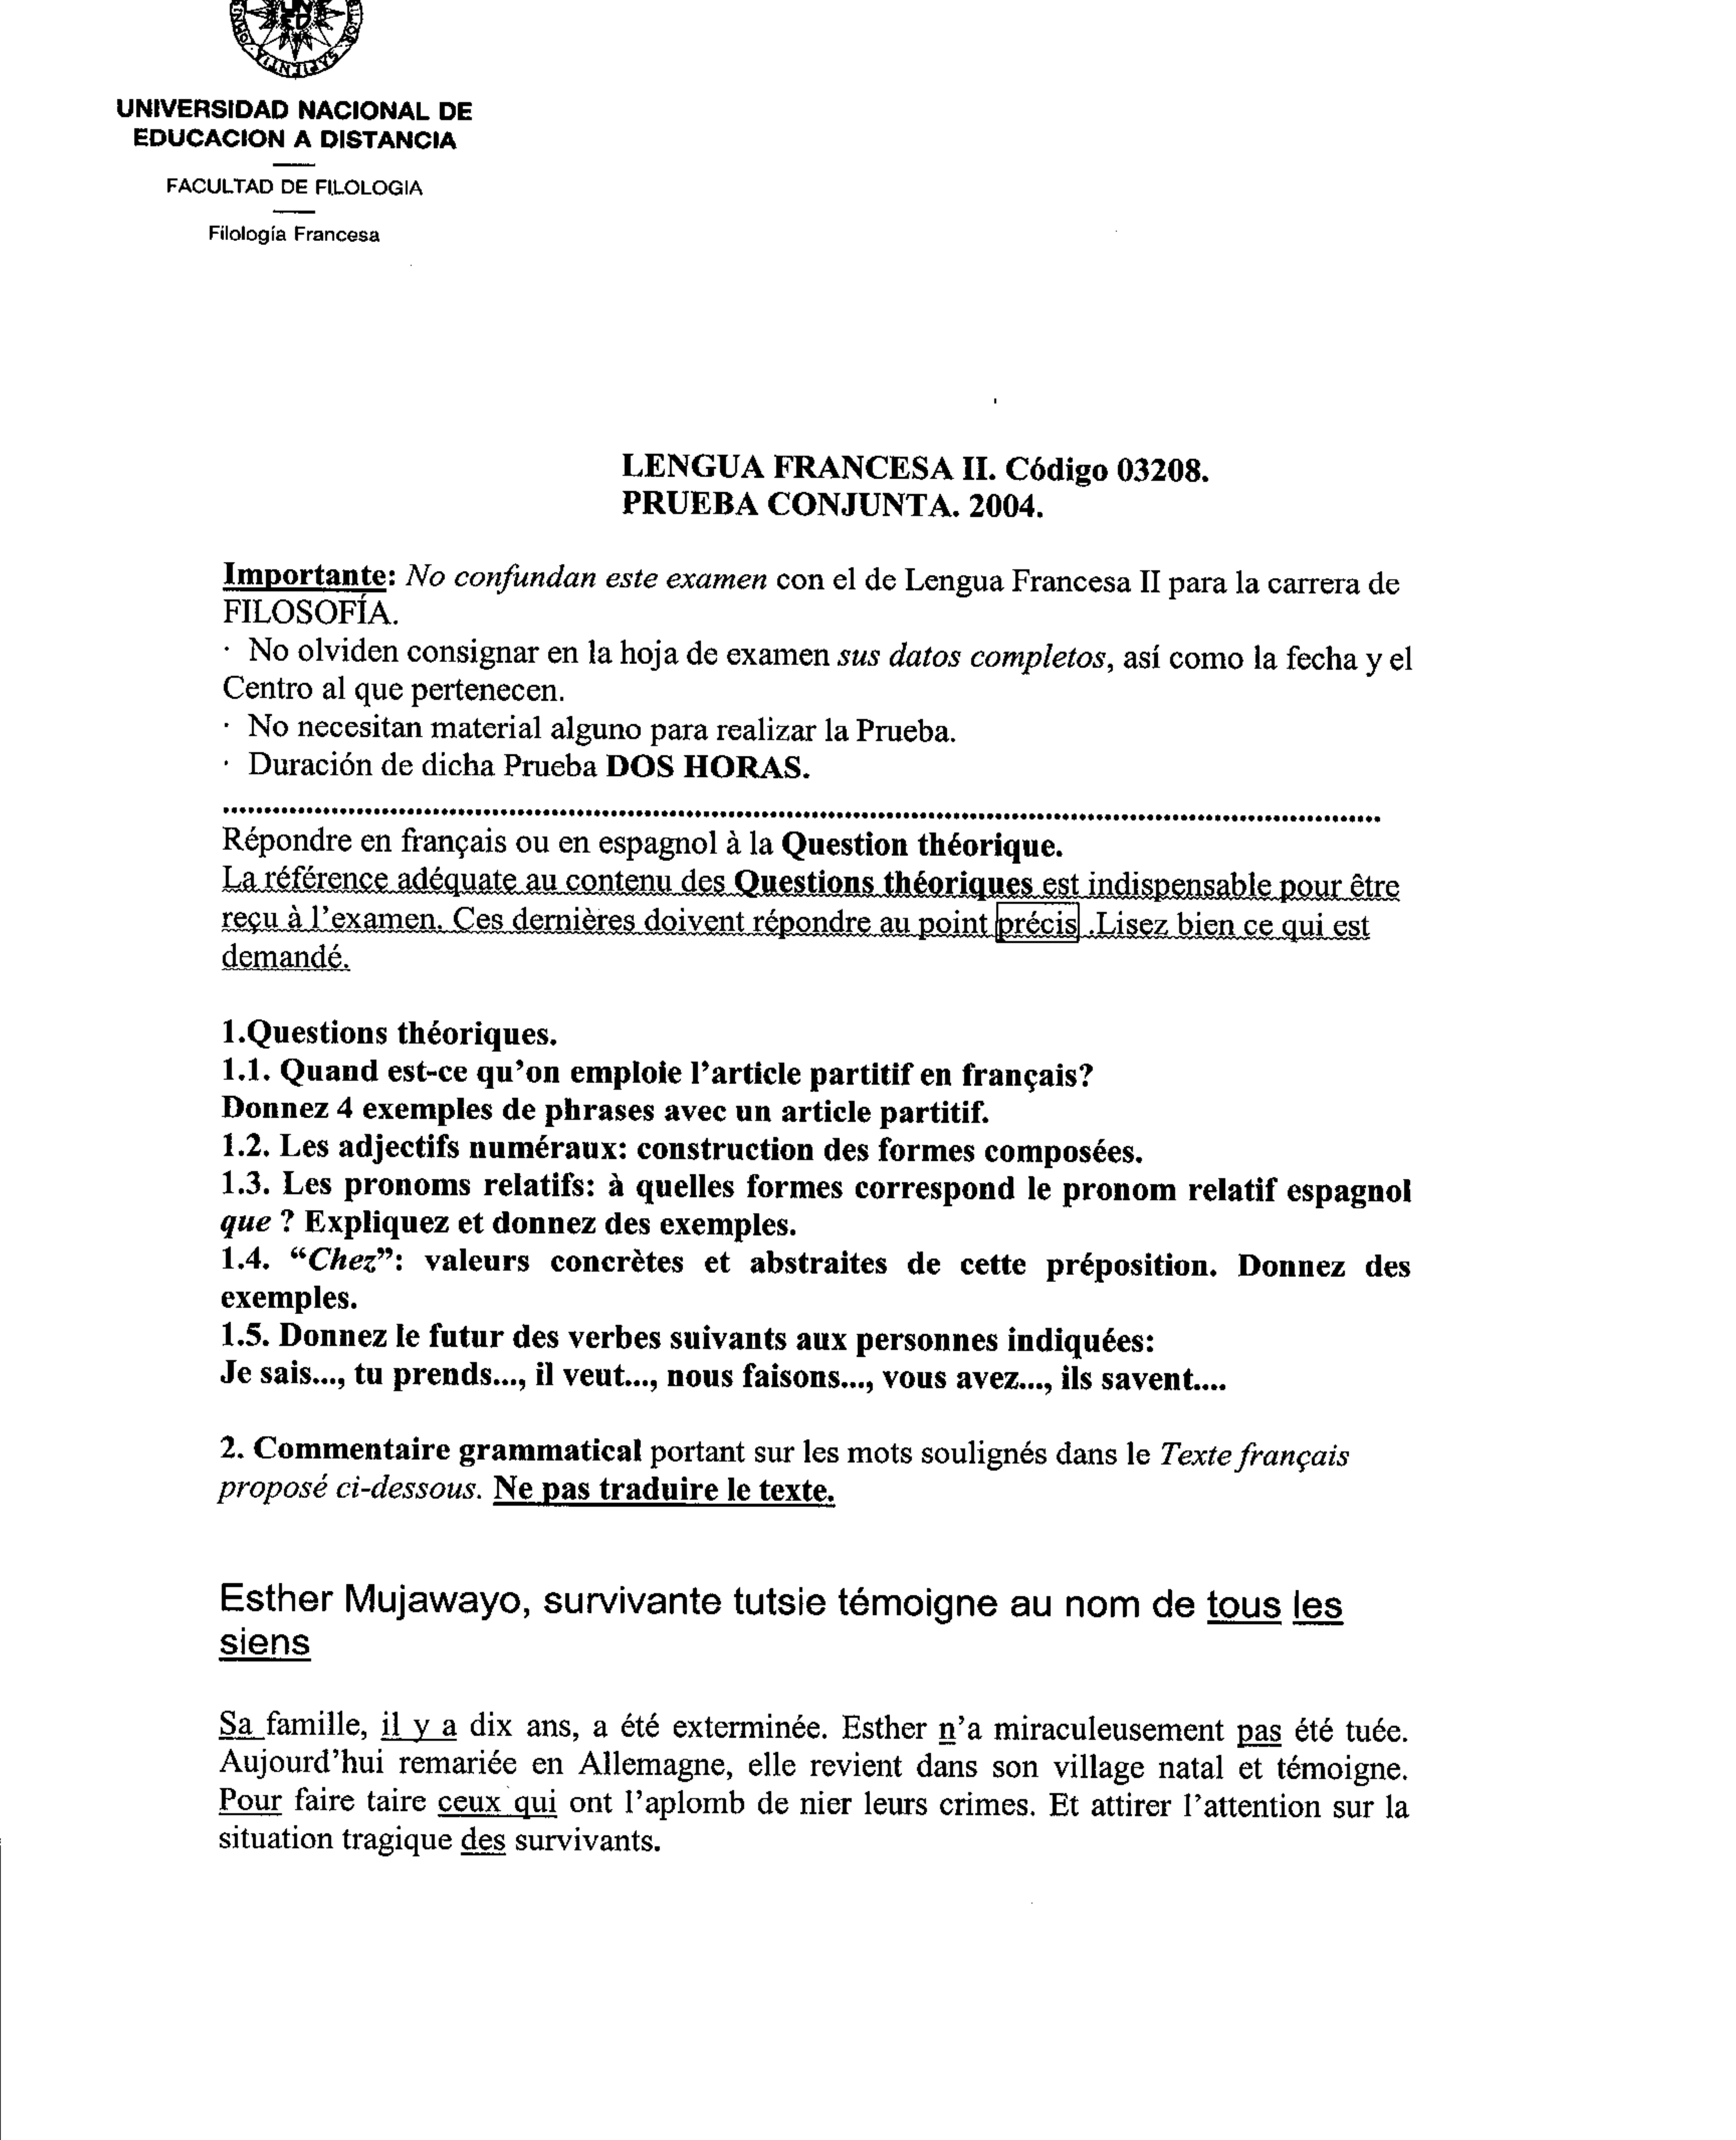 UN
ED
OMNI
BILIOR · SAPIENTIA
UNIVERSIDAD NACIONAL DE
EDUCACION A DISTANCIA
FACULTAD DE FILOLOGIA
Filología Francesa
LENGUA FRANCESA II. Código 03208.
PRUEBA CONJUNTA. 2004.
Importante: No confundan este examen con el de Lengua Francesa II para la carrera de
FILOSOFÍA.
· No olviden consignar en la hoja de examen sus datos completos, así como la fecha y el
Centro al que pertenecen.
· No necesitan material alguno para realizar la Prueba.
· Duración de dicha Prueba DOS HORAS.
Répondre en français ou en espagnol à la Question théorique.
La référence adéquate au contenu des Questions théoriques est indispensable pour être
reçu à l'examen. Ces dernières doivent répondre au point précis .Lisez bien ce qui est
demandé.
1.Questions théoriques.
1.1. Quand est-ce qu'on emploie l'article partitif en français?
Donnez 4 exemples de phrases avec un article partitif.
1.2. Les adjectifs numéraux: construction des formes composées.
1.3. Les pronoms relatifs: à quelles formes correspond le pronom relatif espagnol
que ? Expliquez et donnez des exemples.
1.4. “Chez”: valeurs concrètes et abstraites de cette préposition. Donnez des
exemples.
1.5. Donnez le futur des verbes suivants aux personnes indiquées:
Je sais..., tu prends..., il veut..., nous faisons..., vous avez..., ils savent....
2. Commentaire grammatical portant sur les mots soulignés dans le Texte français
proposé ci-dessous. Ne pas traduire le texte.
Esther Mujawayo, survivante tutsie témoigne au nom de tous les
siens
Sa famille, il y a dix ans, a été exterminée. Esther n'a miraculeusement pas été tuée.
Aujourd'hui remariée en Allemagne, elle revient dans son village natal et témoigne.
Pour faire taire ceux qui ont l'aplomb de nier leurs crimes. Et attirer l'attention sur la
situation tragique des survivants.